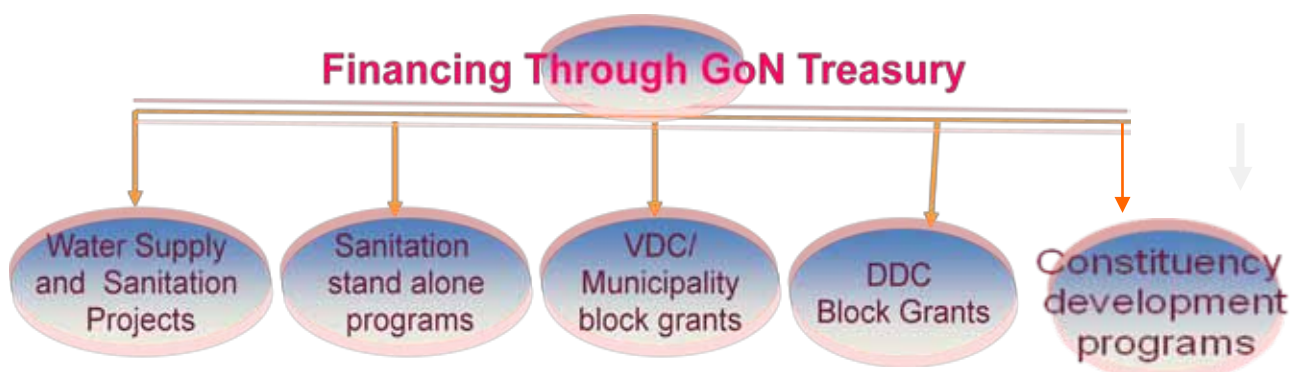 Financing Through GoN Treasury
Water Supply
and Sanitation
Projects
Sanitation
stand alone
programs
VDC/
Municipality
block grants
DDC
Block Grants
Constituency
development
programs